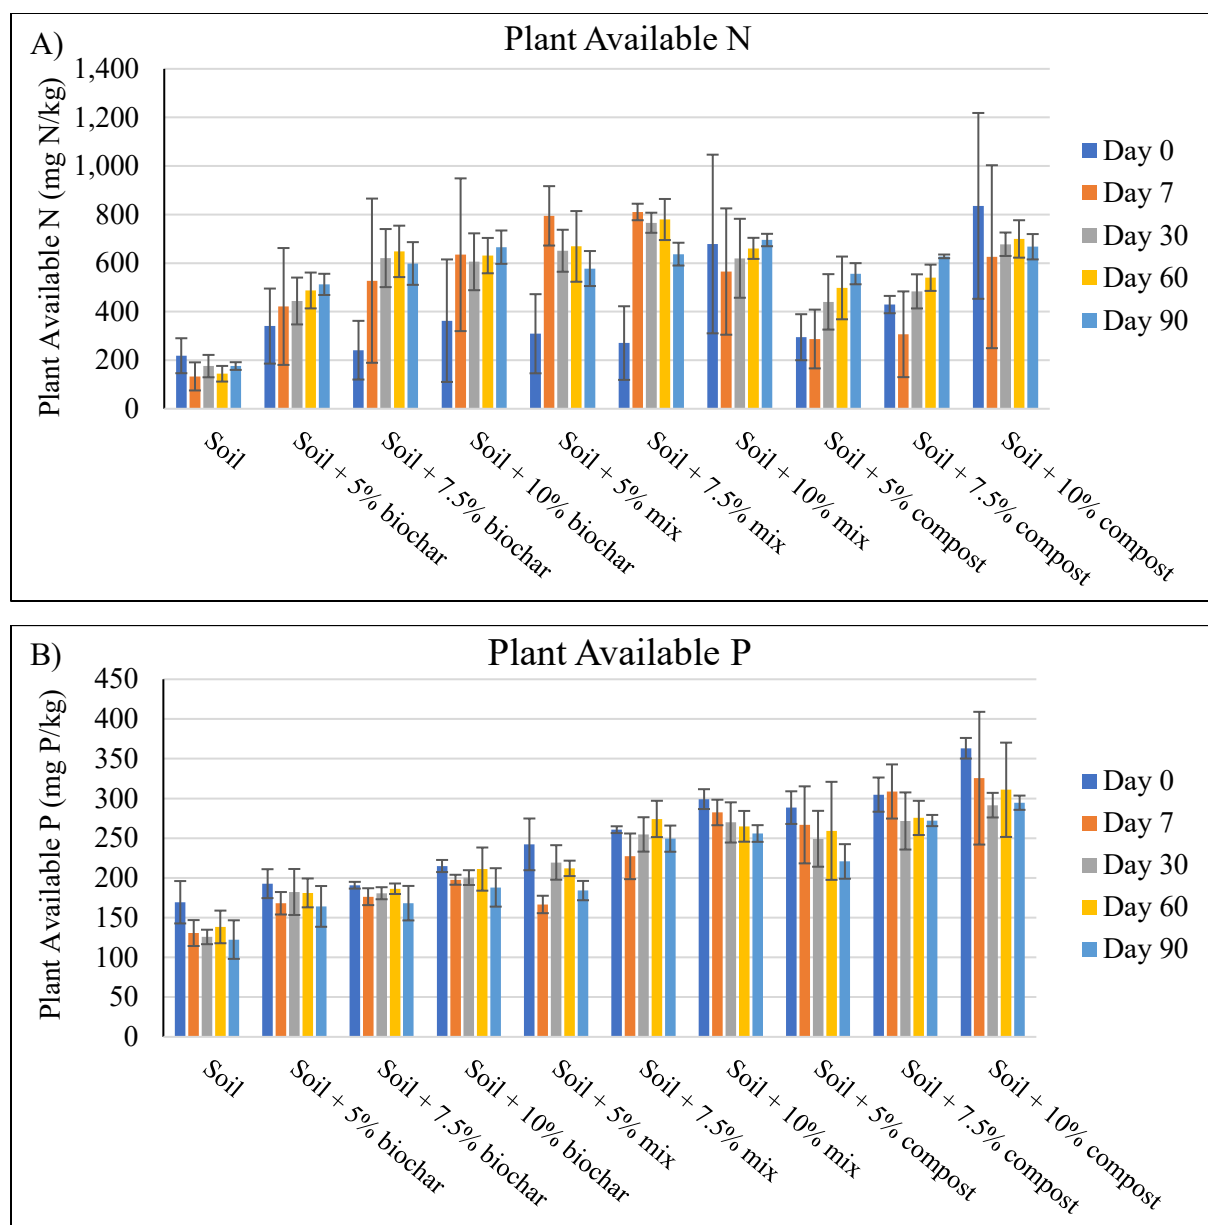 A)
Plant Available N
Plant Available N (mg N/kg)
1,400
1,200
1,000
800
600
400
200
0
Soil
Soil + 5% biochar
Soil + 7.5% biochar
Soil + 10% biochar
Soil + 5% mix
Soil + 7.5% mix
Soil + 10% mix
Soil + 5% compost
Soil + 7.5% compost
Soil + 10% compost
Day 0
Day 7
Day 30
Day 60
Day 90
B)
Plant Available P
Plant Available P (mg P/kg)
450
400
350
300
250
200
150
100
50
0
Soil
Soil + 5% biochar
Soil + 7.5% biochar
Soil + 10% biochar
Soil + 5% mix
Soil + 7.5% mix
Soil + 10% mix
Soil + 5% compost
Soil + 7.5% compost
Soil + 10% compost
Day 0
Day 7
Day 30
Day 60
Day 90